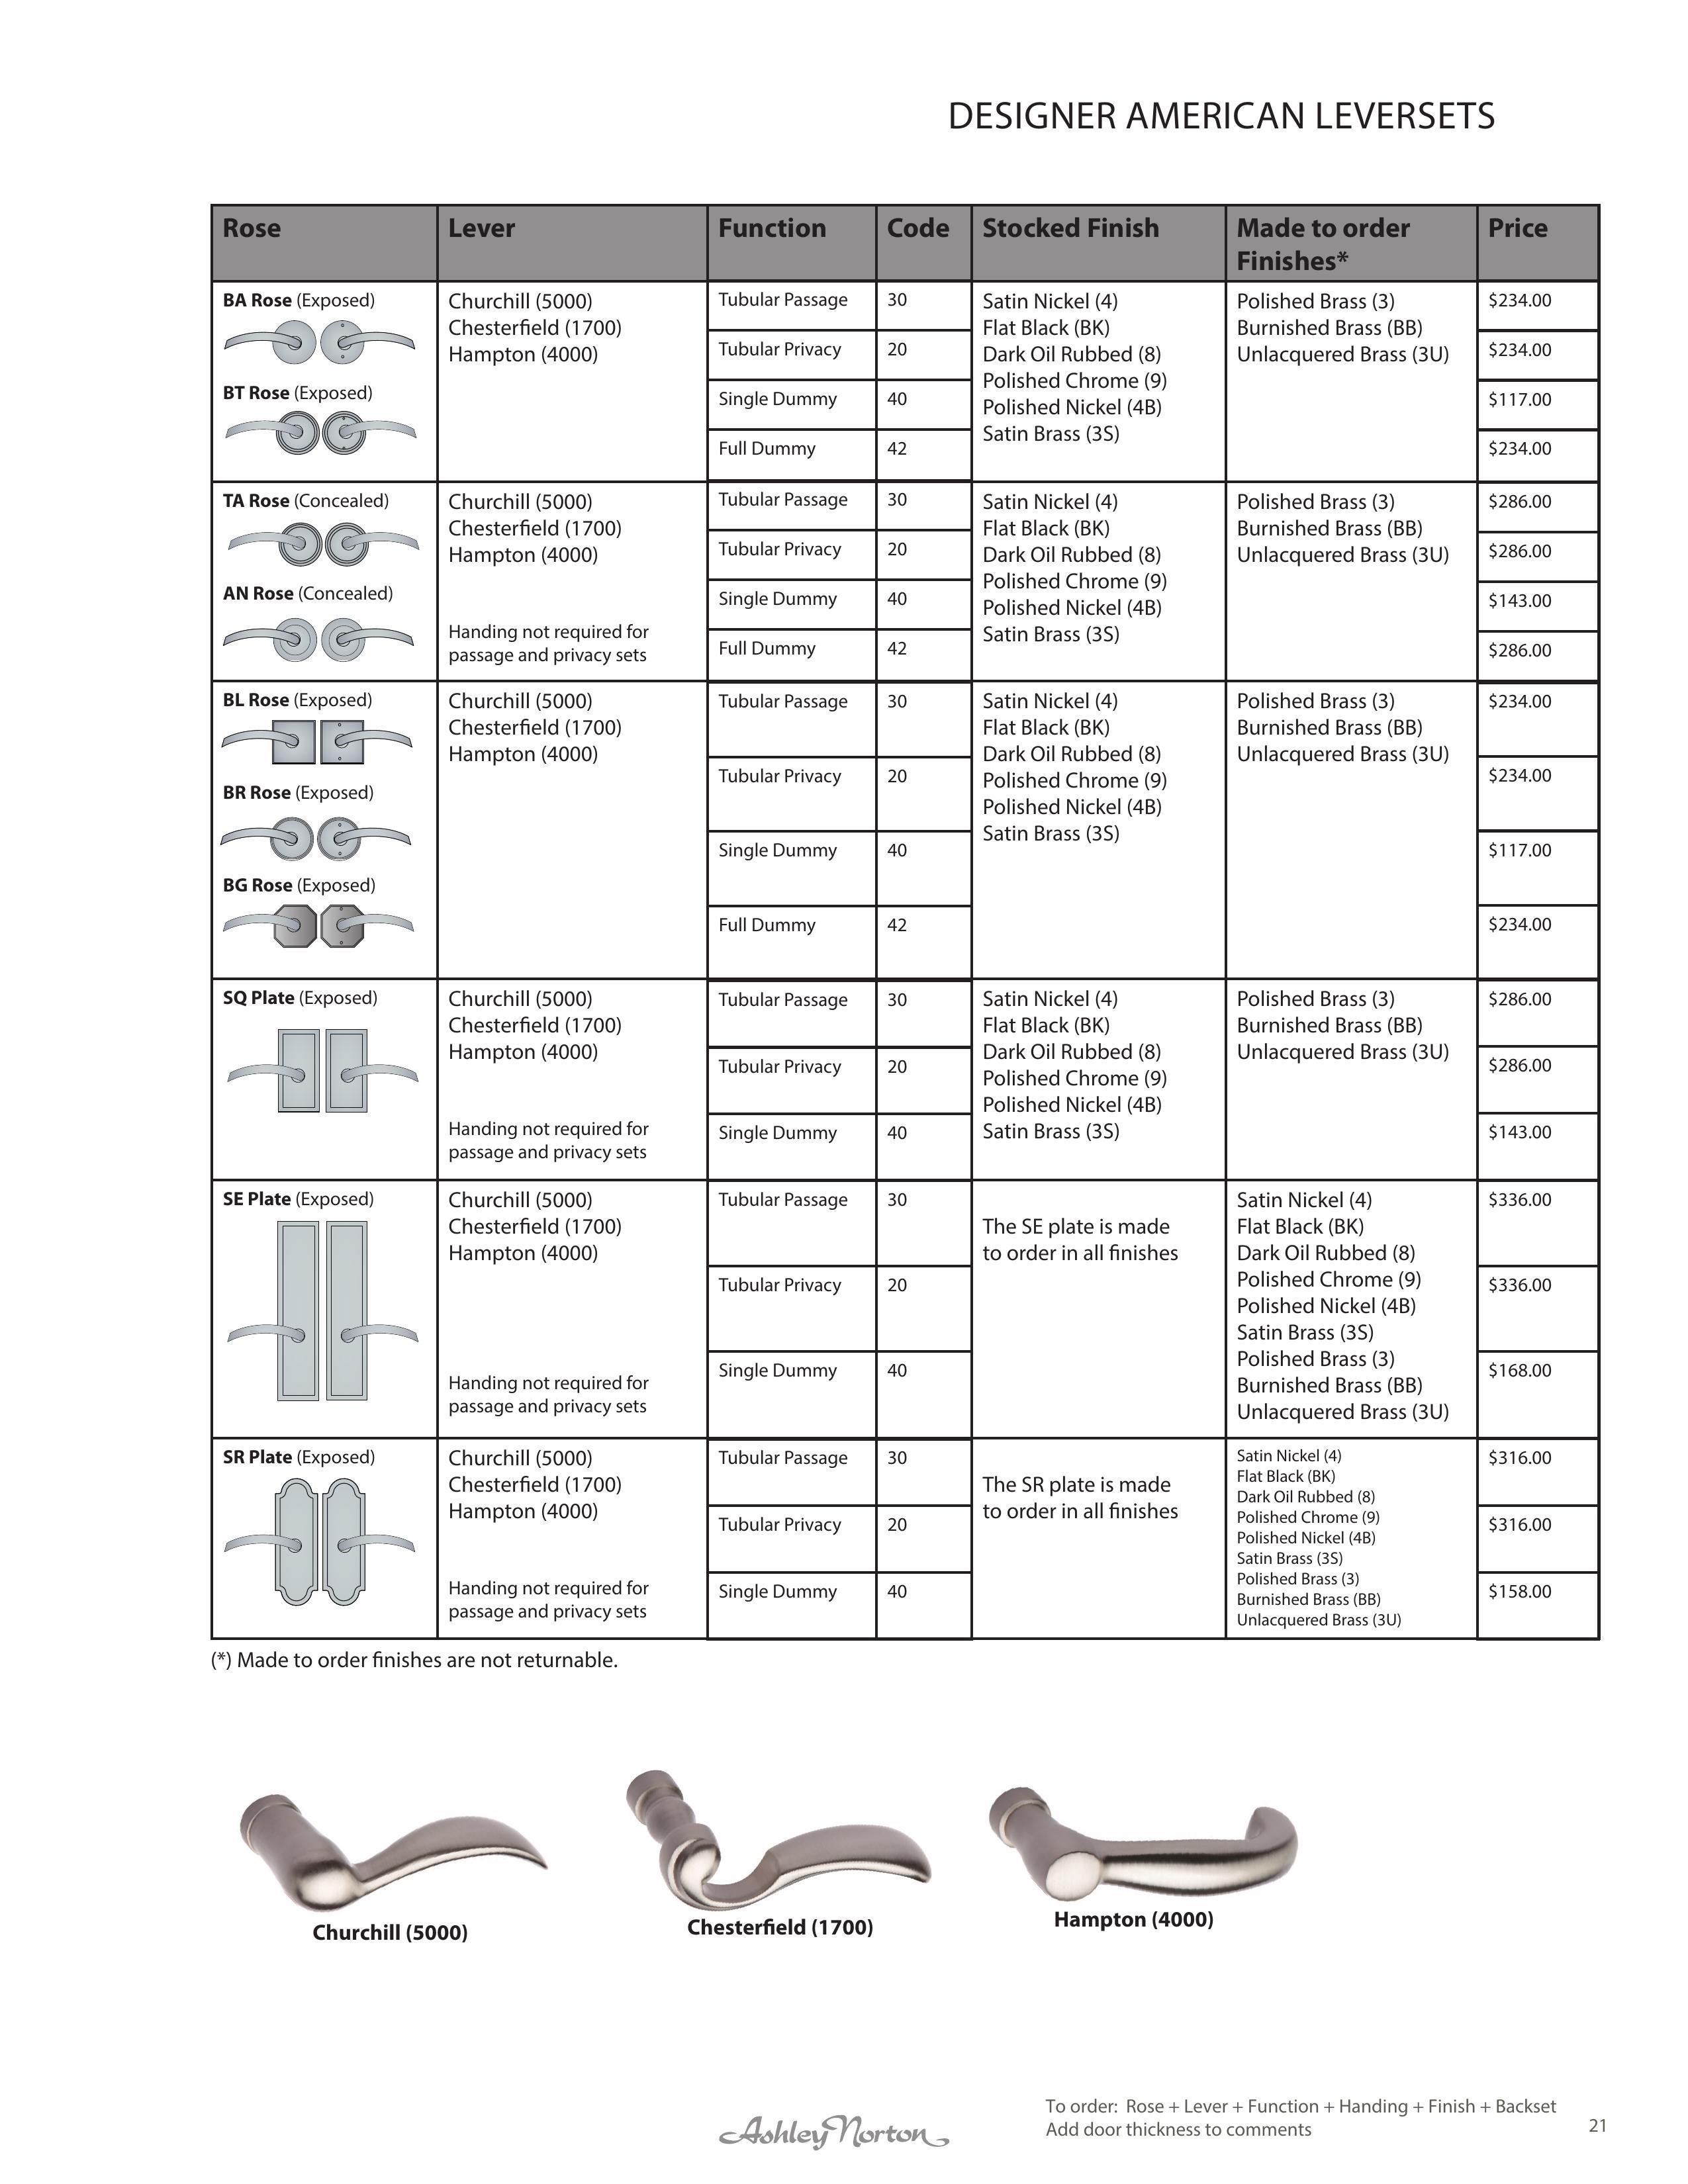 DESIGNER AMERICAN LEVERSETS
Rose Lever Function Code Stocked Finish Made to order Finishes* Price
BA Rose (Exposed)
BT Rose (Exposed)
Churchill (5000)
Chesterfield (1700)
Hampton (4000)
Tubular Passage 30
Tubular Privacy 20
Single Dummy 40
Full Dummy 42
Satin Nickel (4)
Flat Black (BK)
Dark Oil Rubbed (8)
Polished Chrome (9)
Polished Nickel (4B)
Satin Brass (3S)
Polished Brass (3)
Burnished Brass (BB)
Unlacquered Brass (3U)
$234.00
$234.00
$117.00
$234.00
TA Rose (Concealed)
AN Rose (Concealed)
Churchill (5000)
Chesterfield (1700)
Hampton (4000)
Handing not required for
passage and privacy sets
Tubular Passage 30
Tubular Privacy 20
Single Dummy 40
Full Dummy 42
Satin Nickel (4)
Flat Black (BK)
Dark Oil Rubbed (8)
Polished Chrome (9)
Polished Nickel (4B)
Satin Brass (3S)
Polished Brass (3)
Burnished Brass (BB)
Unlacquered Brass (3U)
$286.00
$286.00
$143.00
$286.00
BL Rose (Exposed)
BR Rose (Exposed)
BG Rose (Exposed)
Churchill (5000)
Chesterfield (1700)
Hampton (4000)
Tubular Passage 30
Tubular Privacy 20
Single Dummy 40
Full Dummy 42
Satin Nickel (4)
Flat Black (BK)
Dark Oil Rubbed (8)
Polished Chrome (9)
Polished Nickel (4B)
Satin Brass (3S)
Polished Brass (3)
Burnished Brass (BB)
Unlacquered Brass (3U)
$234.00
$234.00
$117.00
$234.00
SQ Plate (Exposed)
Churchill (5000)
Chesterfield (1700)
Hampton (4000)
Handing not required for
passage and privacy sets
Tubular Passage 30
Tubular Privacy 20
Single Dummy 40
Satin Nickel (4)
Flat Black (BK)
Dark Oil Rubbed (8)
Polished Chrome (9)
Polished Nickel (4B)
Satin Brass (3S)
Polished Brass (3)
Burnished Brass (BB)
Unlacquered Brass (3U)
$286.00
$286.00
$143.00
SE Plate (Exposed)
Churchill (5000)
Chesterfield (1700)
Hampton (4000)
Handing not required for
passage and privacy sets
Tubular Passage 30
Tubular Privacy 20
Single Dummy 40
The SE plate is made
to order in all finishes
Satin Nickel (4)
Flat Black (BK)
Dark Oil Rubbed (8)
Polished Chrome (9)
Polished Nickel (4B)
Satin Brass (3S)
Polished Brass (3)
Burnished Brass (BB)
Unlacquered Brass (3U)
$336.00
$336.00
$168.00
SR Plate (Exposed)
Churchill (5000)
Chesterfield (1700)
Hampton (4000)
Handing not required for
passage and privacy sets
Tubular Passage 30
Tubular Privacy 20
Single Dummy 40
The SR plate is made
to order in all finishes
Satin Nickel (4)
Flat Black (BK)
Dark Oil Rubbed (8)
Polished Chrome (9)
Polished Nickel (4B)
Satin Brass (3S)
Polished Brass (3)
Burnished Brass (BB)
Unlacquered Brass (3U)
$316.00
$316.00
$158.00
(*) Made to order finishes are not returnable.
Churchill (5000)
Chesterfield (1700)
Hampton (4000)
Ashley Norton
To order: Rose + Lever + Function + Handing + Finish + Backset
Add door thickness to comments
21